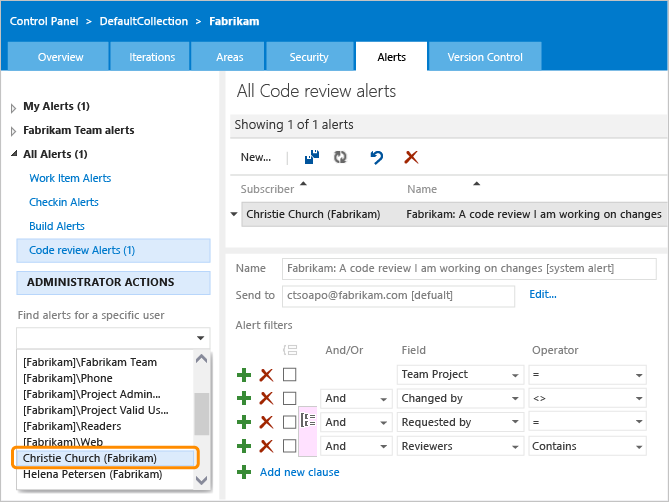 Control Panel > DefaultCollection > Fabrikam
Overview Iterations Areas Security Alerts Version Control
My Alerts (1)
Fabrikam Team alerts
All Alerts (1)
Work Item Alerts
Checkin Alerts
Build Alerts
Code review Alerts (1)
ADMINISTRATOR ACTIONS
Find alerts for a specific user
[Fabrikam]\Fabrikam Team
[Fabrikam]\Phone
[Fabrikam]\Project Admin...
[Fabrikam]\Project Valid Us...
[Fabrikam]\Readers
[Fabrikam]\Web
Christie Church (Fabrikam)
Helena Petersen (Fabrikam)
All Code review alerts
Showing 1 of 1 alerts
New...
Subscriber Name
Christie Church (Fabrikam) Fabrikam: A code review I am working on changes
Name Fabrikam: A code review I am working on changes [system alert]
Send to ctsoapo@fabrikam.com [defualt] Edit...
Alert filters
And/Or Field Operator
Team Project =
And Changed by <>
And Requested by =
And Reviewers Contains
Add new clause